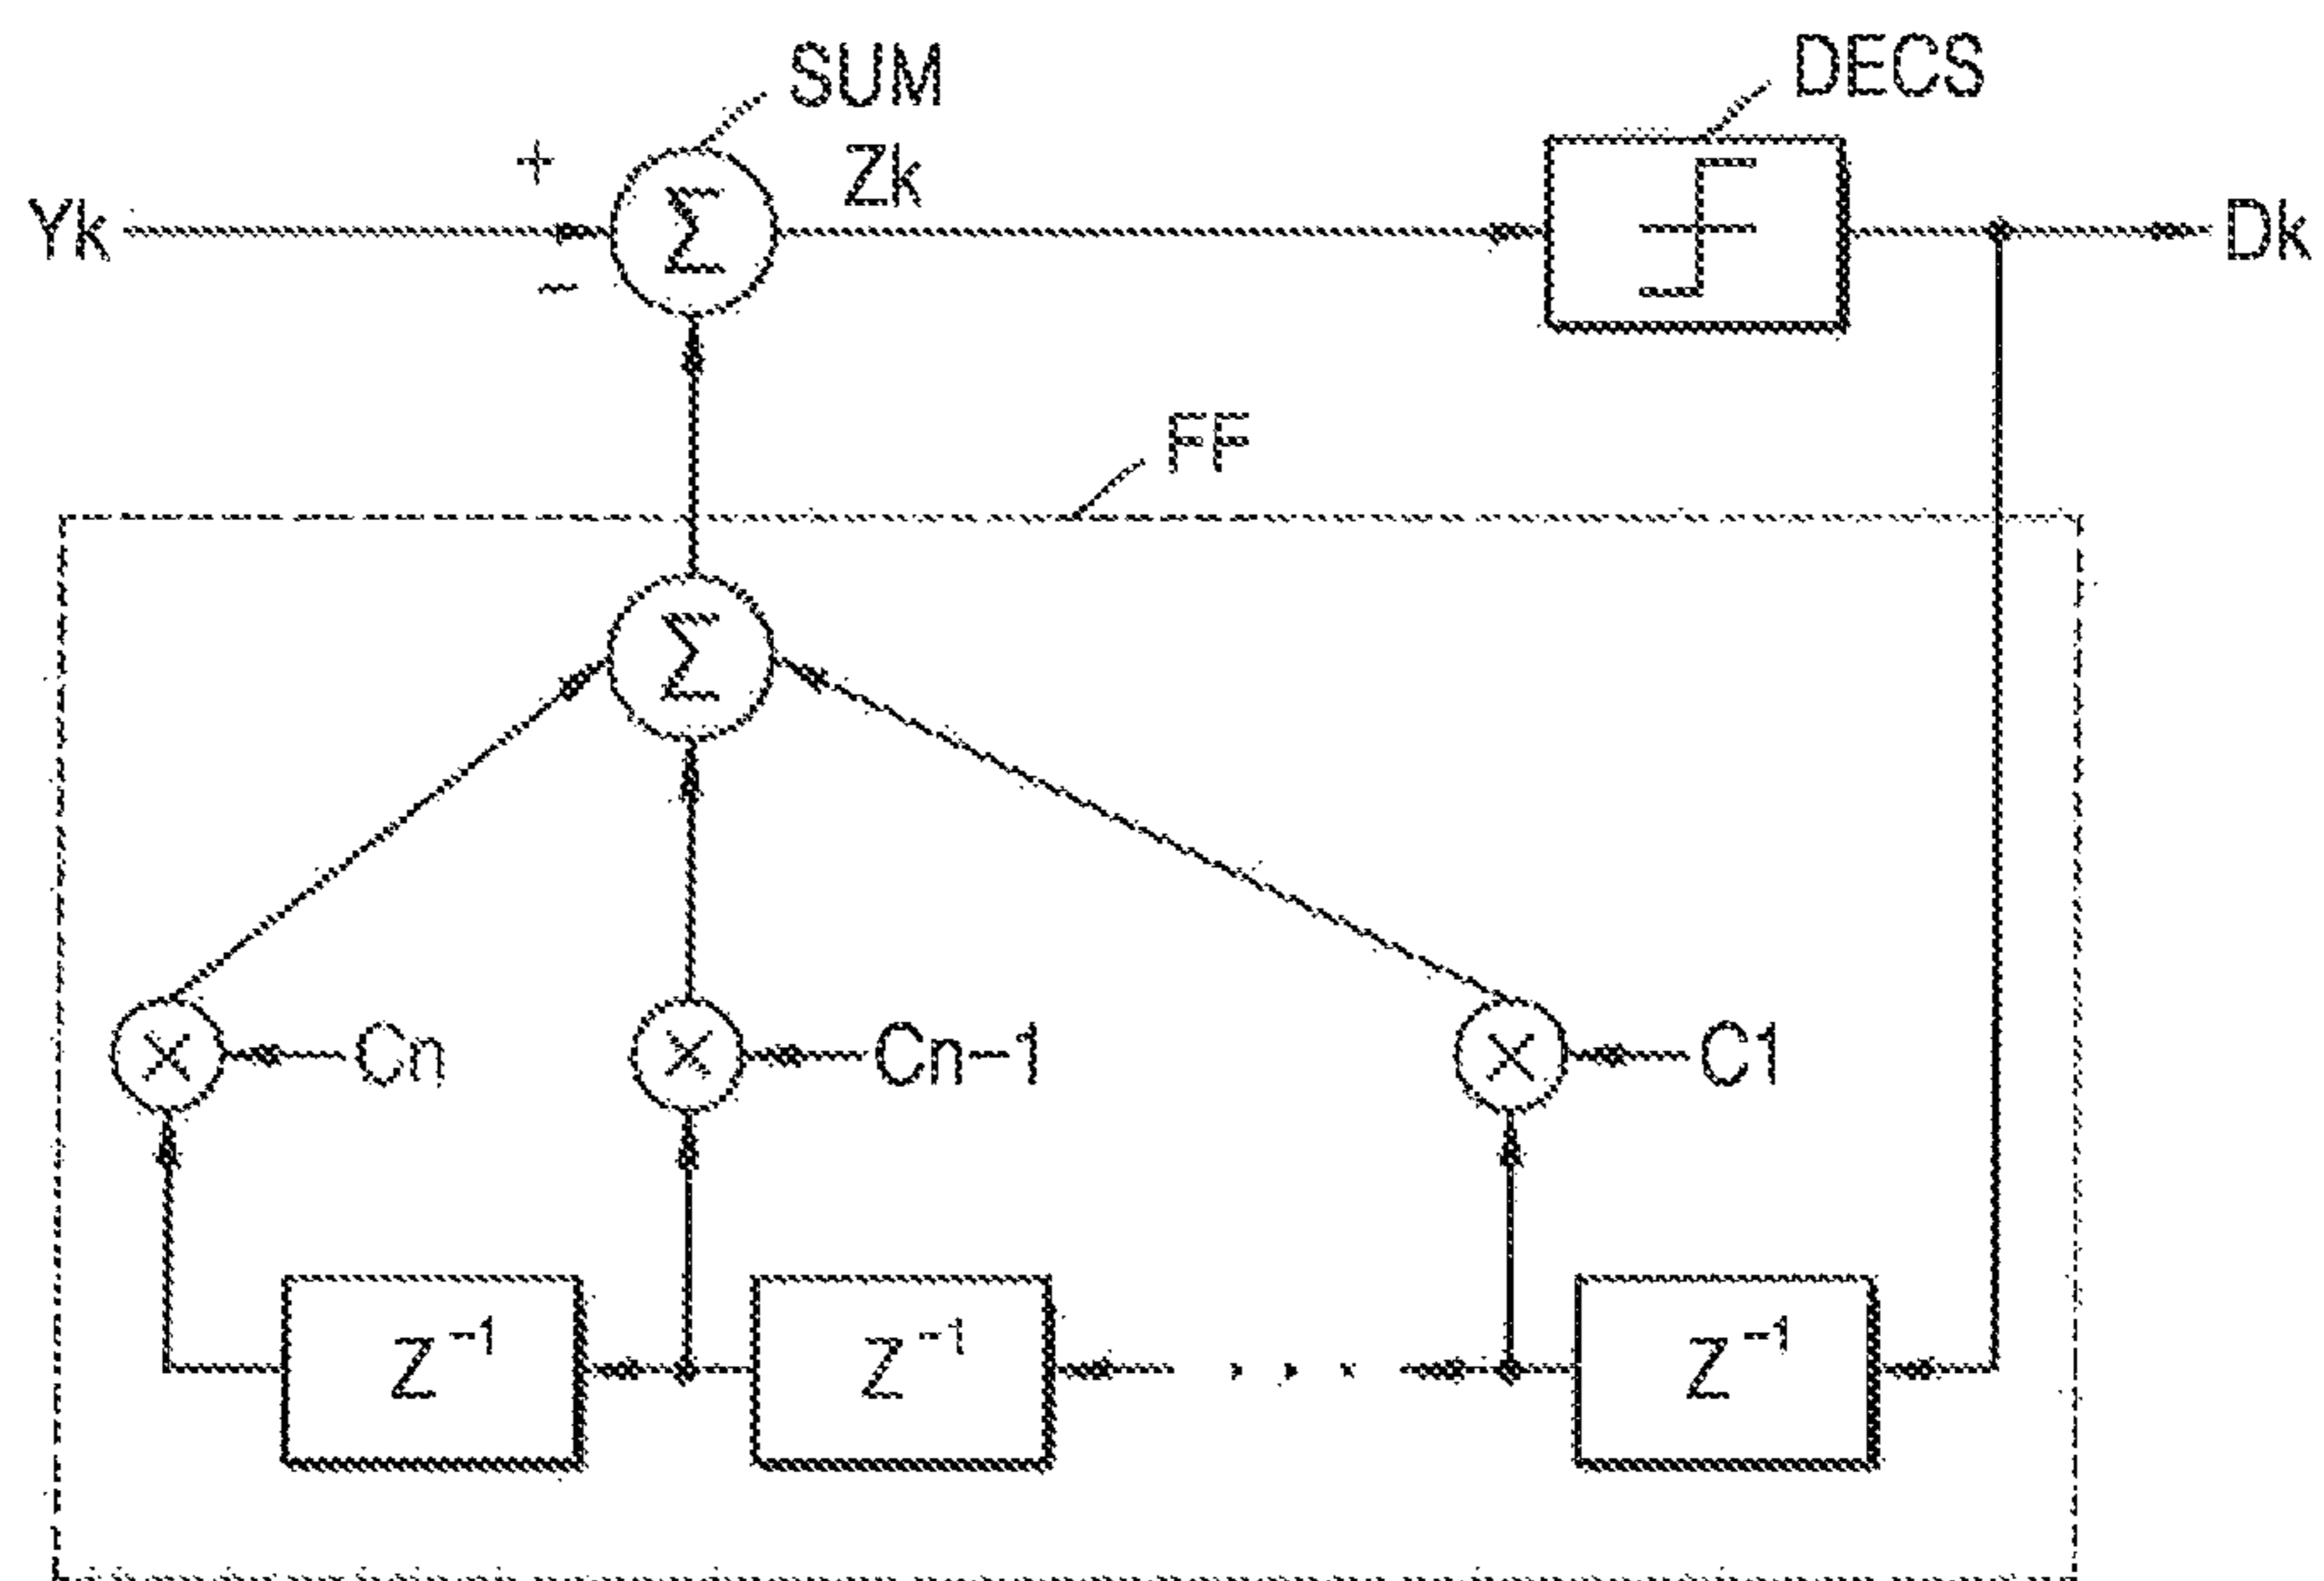 SUM
DECS
+
Zk
Yk
Σ
Dk
−
FF
Σ
× Cn
× Cn−1
× C1
Z⁻¹
Z⁻¹
. . .
Z⁻¹